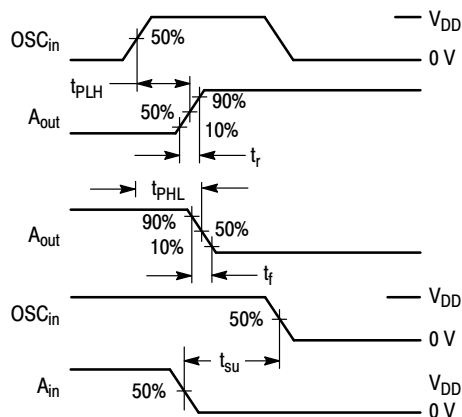 OSCin 50% VDD
0 V
tPLH
Aout 50% 90%
10%
tr
tPHL
Aout 90% 50%
10%
tf
OSCin 50% VDD
0 V
tsu
Ain 50% VDD
0 V